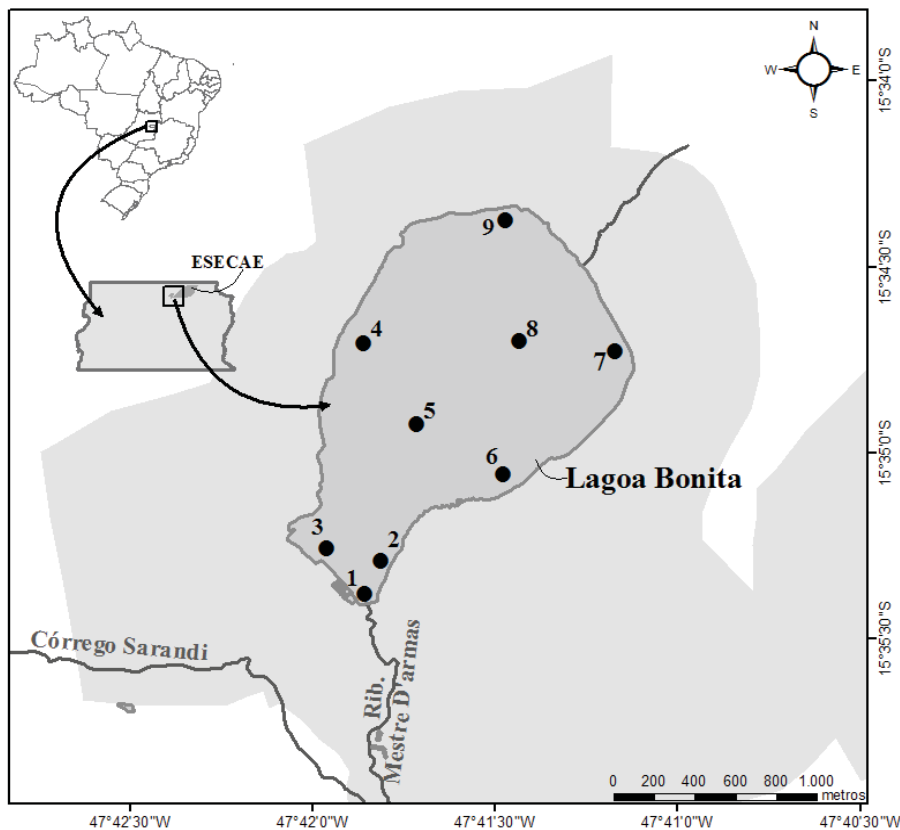 N
W E
S
15°34'0"S
ESECAE
9
15°34'30"S
4
8
7
5
15°35'0"S
6
Lagoa Bonita
3
2
1
15°35'30"S
Córrego Sarandi
Rib.
Mestre D'armas
0 200 400 600 800 1.000
metros
47°42'30"W 47°42'0"W 47°41'30"W 47°41'0"W 47°40'30"W